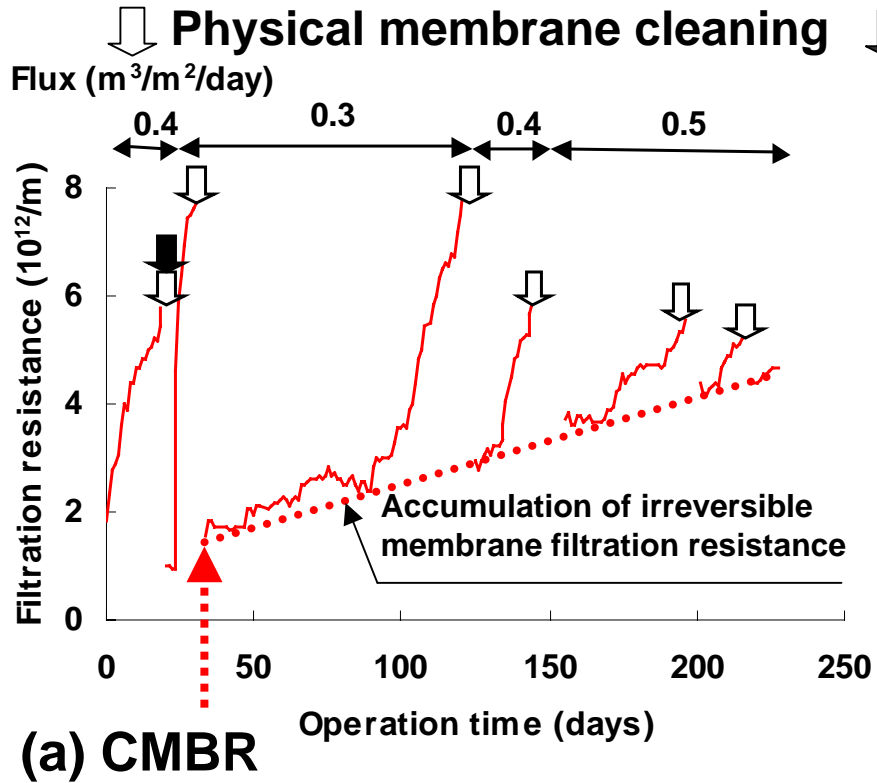 Physical membrane cleaning
Flux (m³/m²/day)
0.4 0.3 0.4 0.5
Filtration resistance (10¹²/m)
8
6
4
2
0
Accumulation of irreversible
membrane filtration resistance
0 50 100 150 200 250
Operation time (days)
(a) CMBR